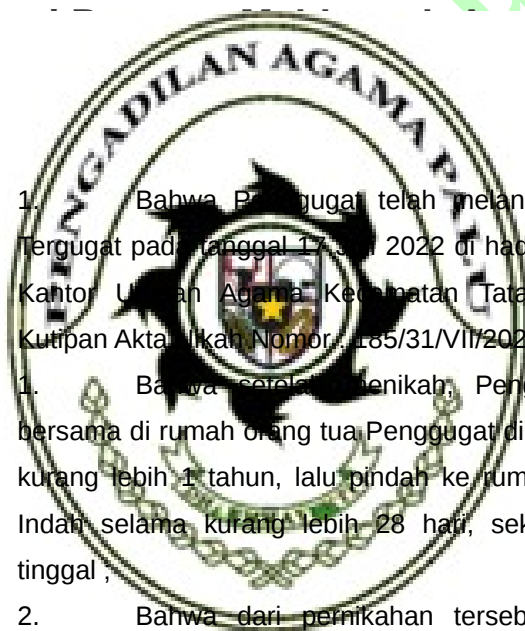 PENGADILAN AGAMA PALU
1. Bahwa Penggugat telah melan
Tergugat pada tanggal 17 2022 di had
Kantor Urusan Agama Kecamatan Tata
Kutipan Akta Nikah Nomor 185/31/VII/202
1. Bahwa setelah menikah, Peng
bersama di rumah orang tua Penggugat di
kurang lebih 1 tahun, lalu pindah ke rum
Indah selama kurang lebih 28 hari, sek
tinggal ;
2. Bahwa dari pernikahan terseb